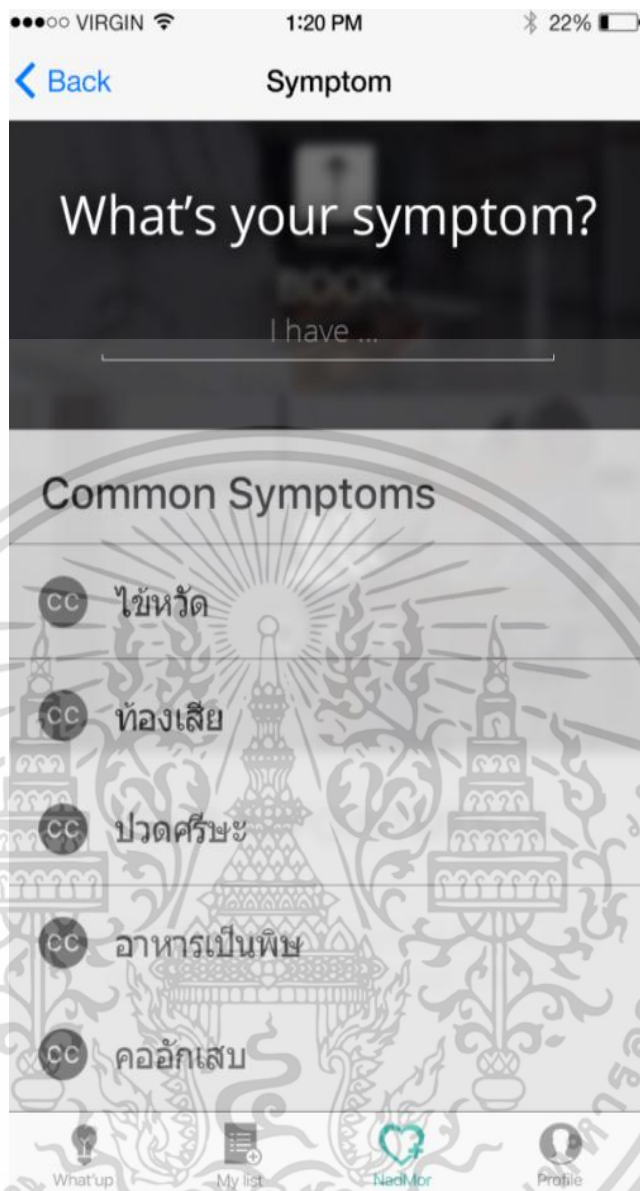 VIRGIN 1:20 PM 22%
Back Symptom
What's your symptom?
BOOK
I have ...
Common Symptoms
CC ไข้หวัด
CC ท้องเสีย
CC ปวดศรีษะ
CC อาหารเป็นพิษ
CC คออักเสบ
What'up My list NaoMor Profile